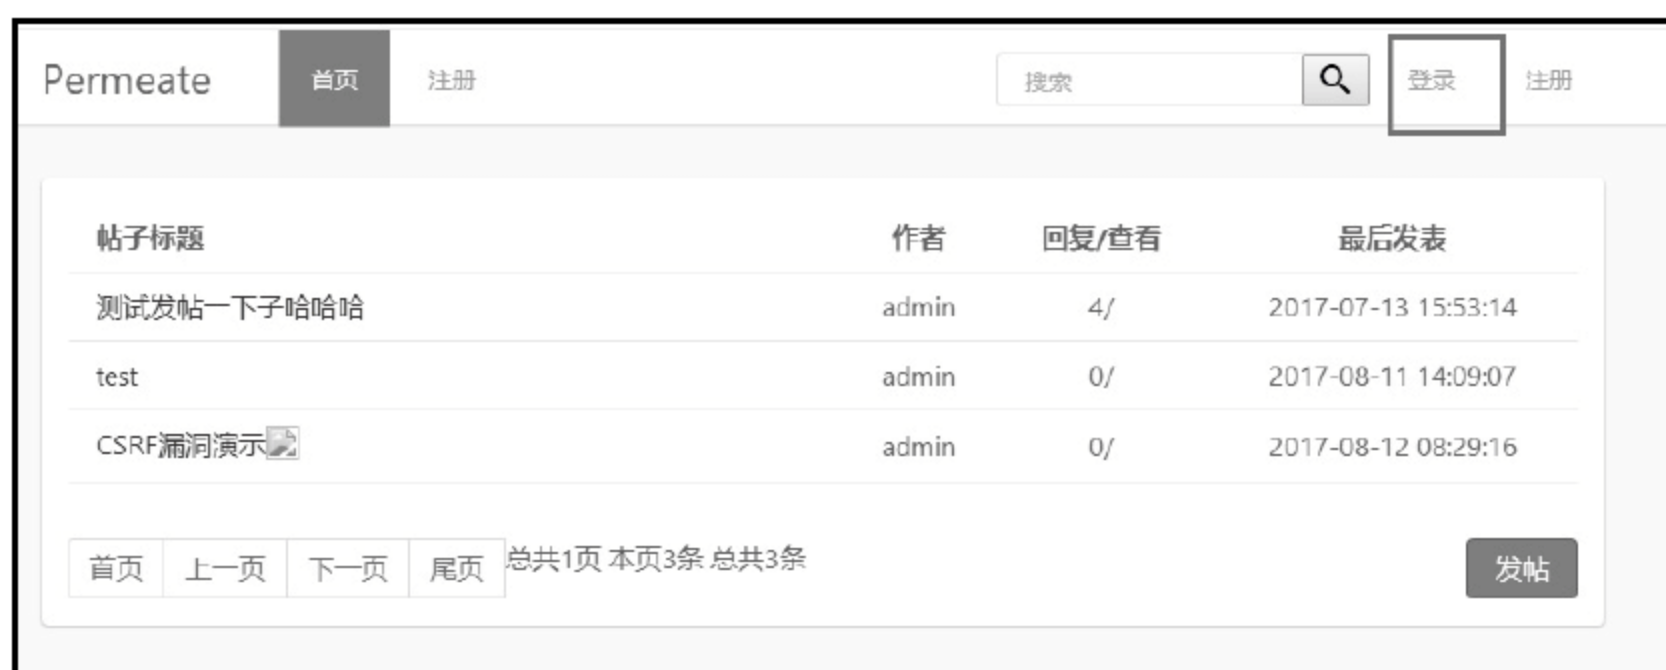 Permeate 首页 注册 搜索 登录 注册
帖子标题 作者 回复/查看 最后发表
测试发帖一下子哈哈哈 admin 4/ 2017-07-13 15:53:14
test admin 0/ 2017-08-11 14:09:07
CSRF漏洞演示 admin 0/ 2017-08-12 08:29:16
首页 上一页 下一页 尾页 总共1页 本页3条 总共3条 发帖